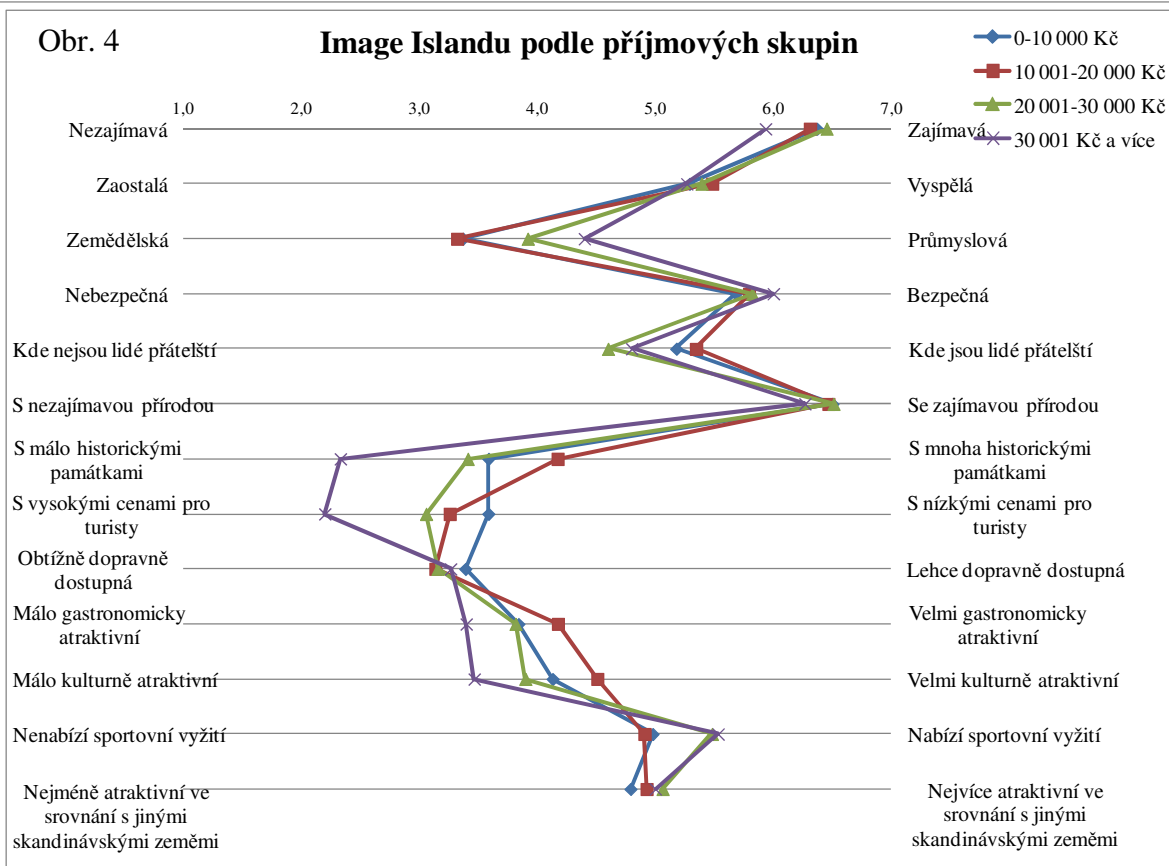 Obr. 4
Image Islandu podle příjmových skupin
0-10 000 Kč
10 001-20 000 Kč
20 001-30 000 Kč
30 001 Kč a více
1,0 2,0 3,0 4,0 5,0 6,0 7,0
Nezajímavá
Zajímavá
Zaostalá
Vyspělá
Zemědělská
Průmyslová
Nebezpečná
Bezpečná
Kde nejsou lidé přátelští
Kde jsou lidé přátelští
S nezajímavou přírodou
Se zajímavou přírodou
S málo historickými
památkami
S mnoha historickými
památkami
S vysokými cenami pro
turisty
S nízkými cenami pro
turisty
Obtížně dopravně
dostupná
Lehce dopravně dostupná
Málo gastronomicky
atraktivní
Velmi gastronomicky
atraktivní
Málo kulturně atraktivní
Velmi kulturně atraktivní
Nenabízí sportovní vyžití
Nabízí sportovní vyžití
Nejméně atraktivní ve
srovnání s jinými
skandinávskými zeměmi
Nejvíce atraktivní ve
srovnání s jinými
skandinávskými zeměmi